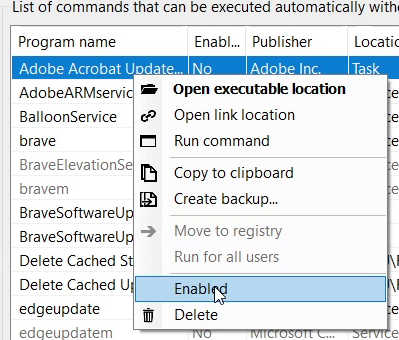 List of commands that can be executed automatically
Program name Enabl... Publisher Locatio
Adobe Acrobat Update... No Adobe Inc. Task
AdobeARMservic
Open executable location
BalloonService
Open link location
brave
Run command
BraveElevationSe
bravem
Copy to clipboard
BraveSoftwareUp
Create backup...
BraveSoftwareUp
Move to registry
Delete Cached St
Run for all users
Delete Cached Up
Enabled
edgeupdate
Delete
edgeupdatem No Microsoft C... Service